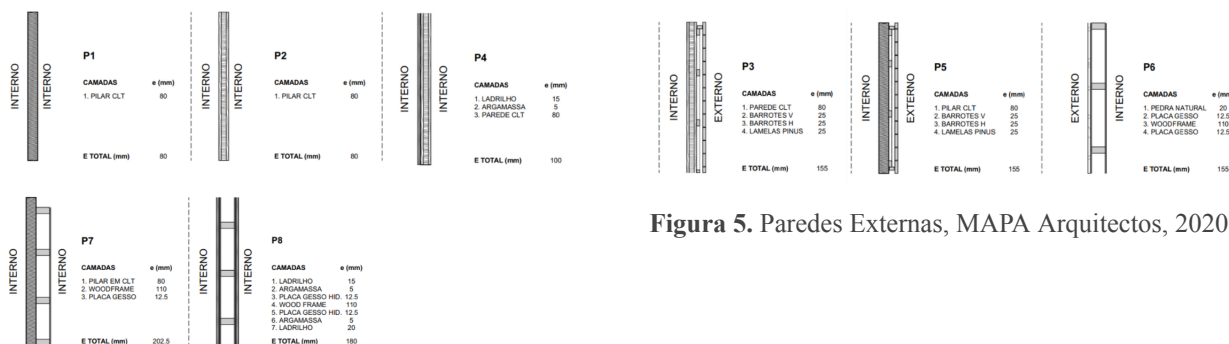 INTERNO
INTERNO
P1
CAMADAS e (mm)
1. PILAR CLT 80
E TOTAL (mm) 80
INTERNO
INTERNO
P2
CAMADAS e (mm)
1. PILAR CLT 80
E TOTAL (mm) 80
INTERNO
INTERNO
P4
CAMADAS e (mm)
1. LADRILHO 15
2. ARGAMASSA 5
3. PAREDE CLT 80
E TOTAL (mm) 100
INTERNO
EXTERNO
P3
CAMADAS e (mm)
1. PAREDE CLT 80
2. BARROTES V 25
3. BARROTES H 25
4. LAMELAS PINUS 25
E TOTAL (mm) 155
INTERNO
EXTERNO
P5
CAMADAS e (mm)
1. PILAR CLT 80
2. BARROTES V 25
3. BARROTES H 25
4. LAMELAS PINUS 25
E TOTAL (mm) 155
EXTERNO
INTERNO
P6
CAMADAS e (mm
1. PEDRA NATURAL 20
2. PLACA GESSO 12.5
3. WOODFRAME 110
4. PLACA GESSO 12.5
E TOTAL (mm) 155
INTERNO
INTERNO
P7
CAMADAS e (mm)
1. PILAR EM CLT 80
2. WOODFRAME 110
3. PLACA GESSO 12.5
E TOTAL (mm) 202.5
INTERNO
INTERNO
P8
CAMADAS e (mm)
1. LADRILHO 15
2. ARGAMASSA 5
3. PLACA GESSO HID. 12.5
4. WOOD FRAME 110
5. PLACA GESSO HID. 12.5
6. ARGAMASSA 5
7. LADRILHO 20
E TOTAL (mm) 180
Figura 5. Paredes Externas, MAPA Arquitectos, 2020